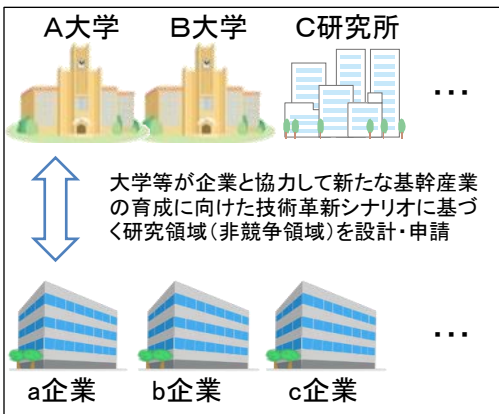 A大学 B大学 C研究所
…
大学等が企業と協力して新たな基幹産業
の育成に向けた技術革新シナリオに基づ
く研究領域(非競争領域)を設計・申請
…
a企業 b企業 c企業